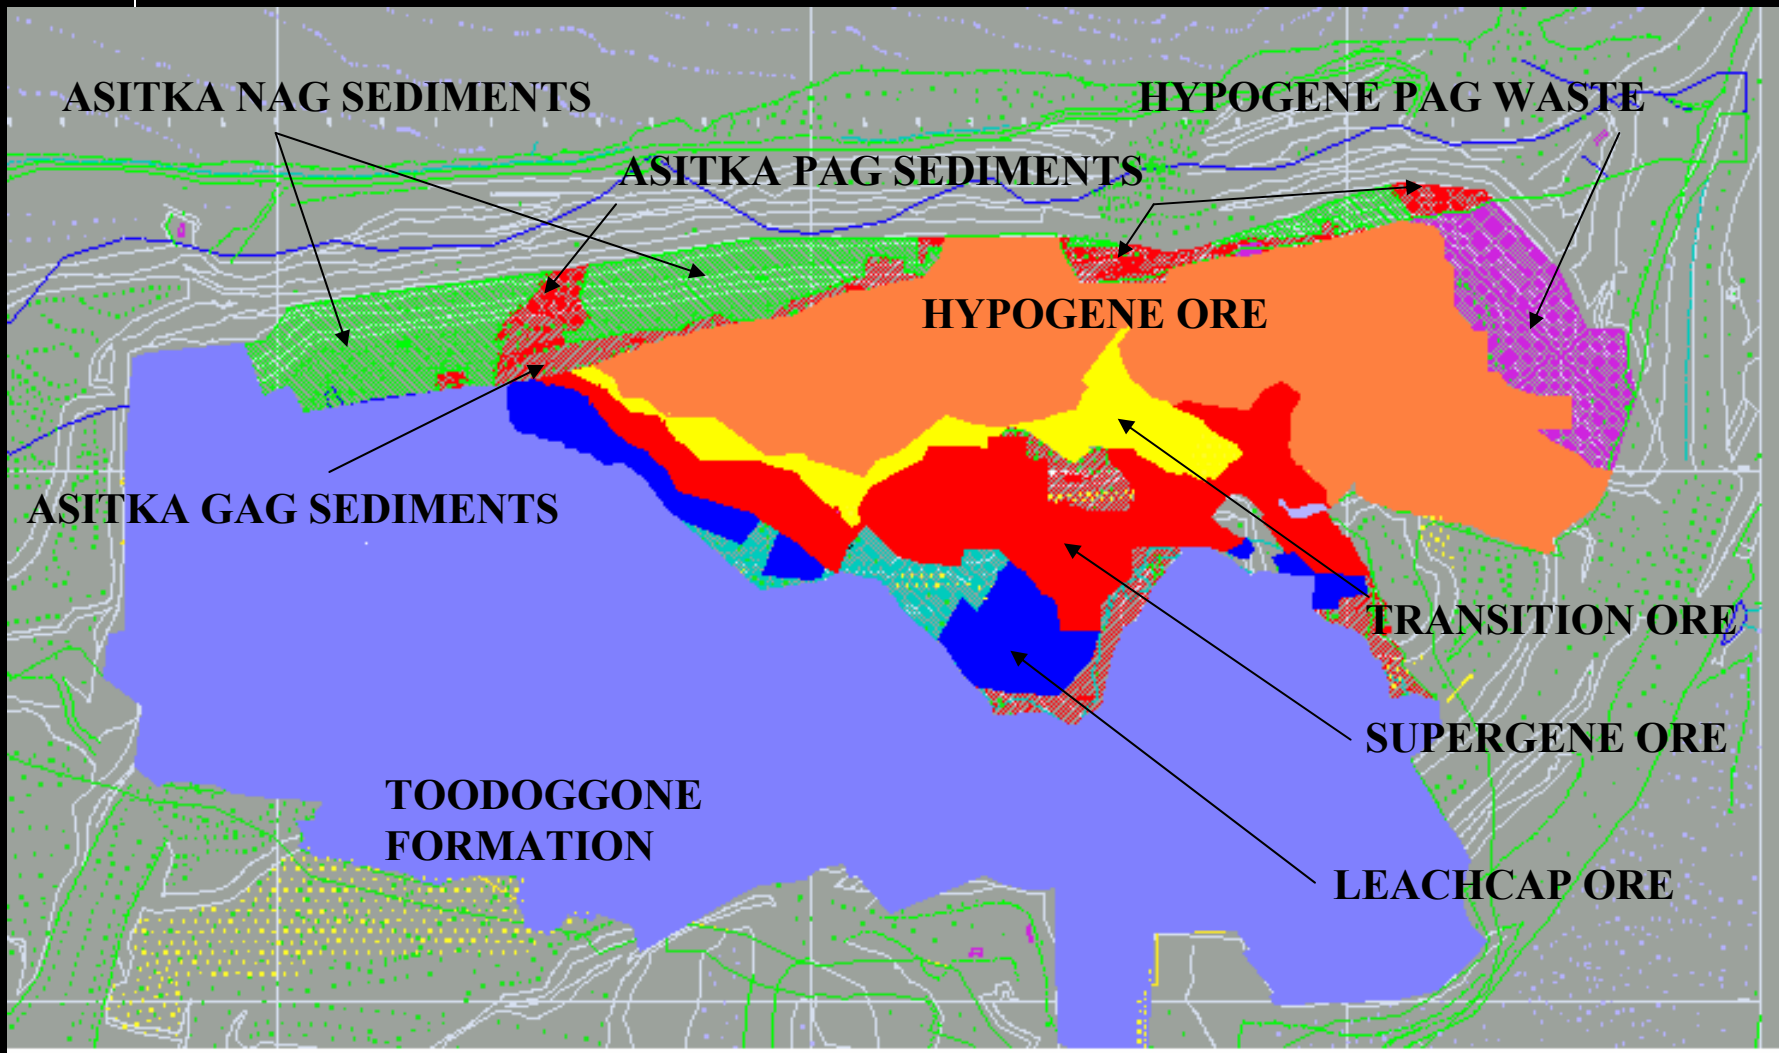 ASITKA NAG SEDIMENTS
HYPOGENE PAG WASTE
ASITKA PAG SEDIMENTS
HYPOGENE ORE
ASITKA GAG SEDIMENTS
TRANSITION ORE
SUPERGENE ORE
TOODOGGONE
FORMATION
LEACHCAP ORE